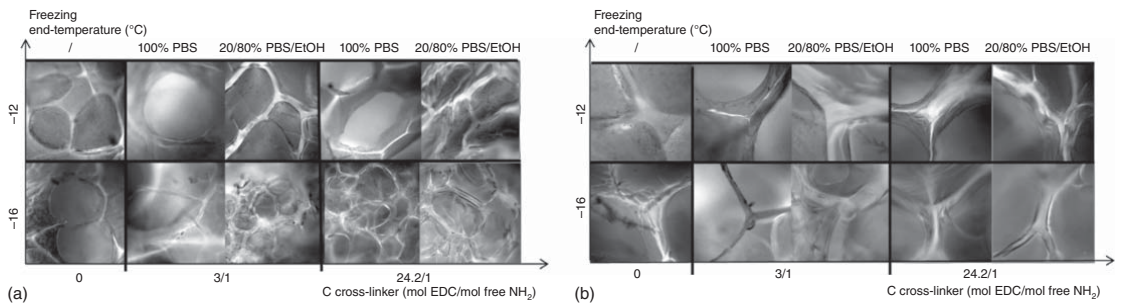 Freezing
end-temperature (°C)
/ 100% PBS 20/80% PBS/EtOH 100% PBS 20/80% PBS/EtOH
−12
−16
0 3/1 24.2/1
(a) C cross-linker (mol EDC/mol free NH₂)
Freezing
end-temperature (°C)
/ 100% PBS 20/80% PBS/EtOH 100% PBS 20/80% PBS/EtOH
−12
−16
0 3/1 24.2/1
(b) C cross-linker (mol EDC/mol free NH₂)